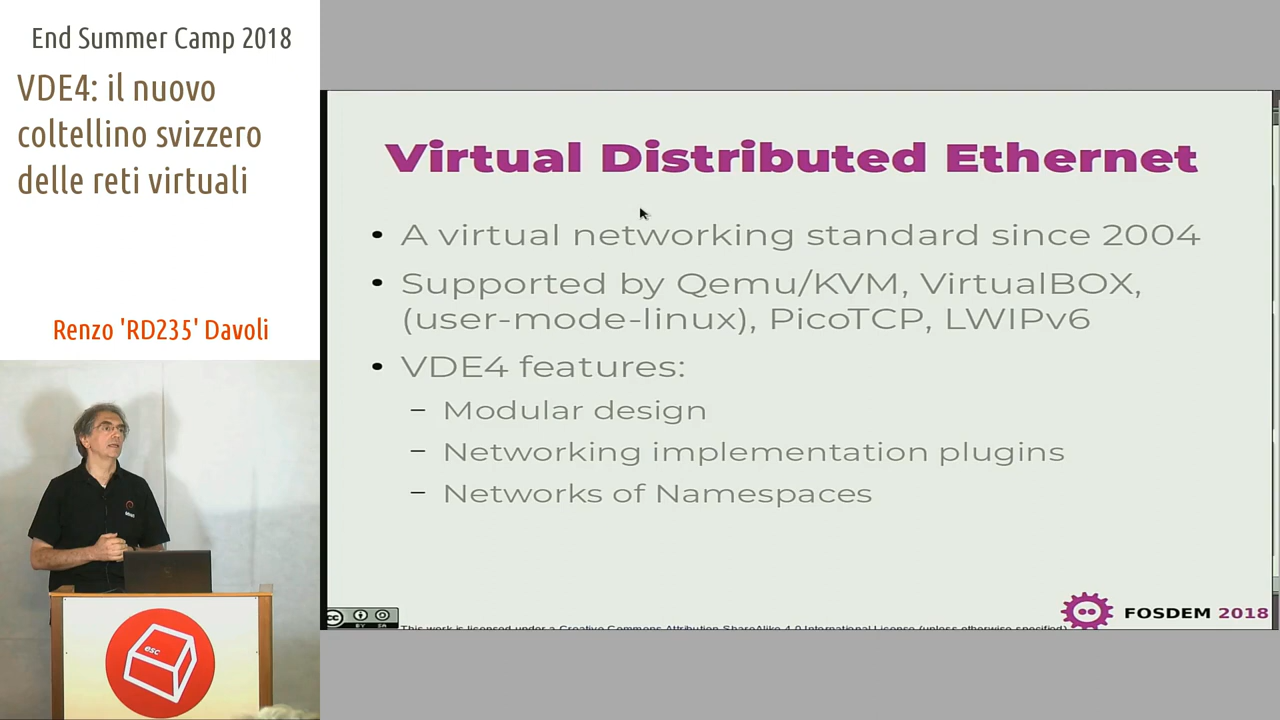 End Summer Camp 2018
VDE4: il nuovo
coltellino svizzero
delle reti virtuali
Renzo 'RD235' Davoli
esc
Virtual Distributed Ethernet
• A virtual networking standard since 2004
• Supported by Qemu/KVM, VirtualBOX,
(user-mode-linux), PicoTCP, LWIPv6
• VDE4 features:
– Modular design
– Networking implementation plugins
– Networks of Namespaces
FOSDEM 2018
cc BY SA
This work is licensed under a Creative Commons Attribution-ShareAlike 4.0 International License (unless otherwise specified)